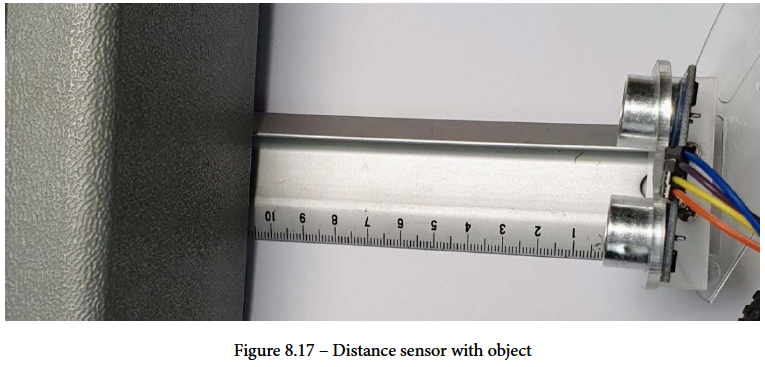 10 9 8 7 6 5 4 3 2 1
Figure 8.17 – Distance sensor with object